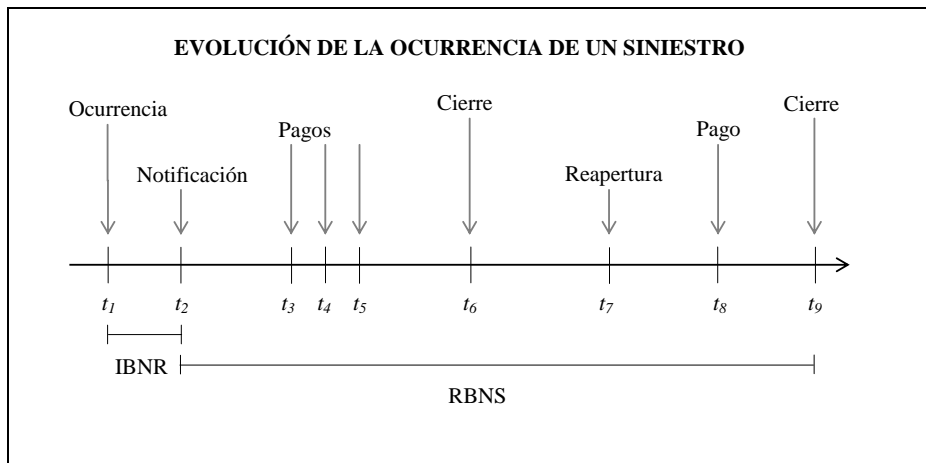 EVOLUCIÓN DE LA OCURRENCIA DE UN SINIESTRO
Ocurrencia
Notificación
Pagos
Cierre
Reapertura
Pago
Cierre
t1 t2 t3 t4 t5 t6 t7 t8 t9
IBNR
RBNS